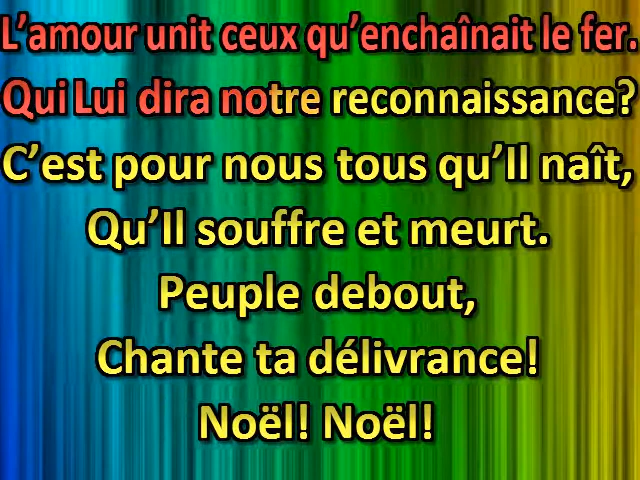 L’amour unit ceux qu’enchaînait le fer.
Qui Lui dira notre reconnaissance?
C’est pour nous tous qu’Il naît,
Qu’Il souffre et meurt.
Peuple debout,
Chante ta délivrance!
Noël! Noël!